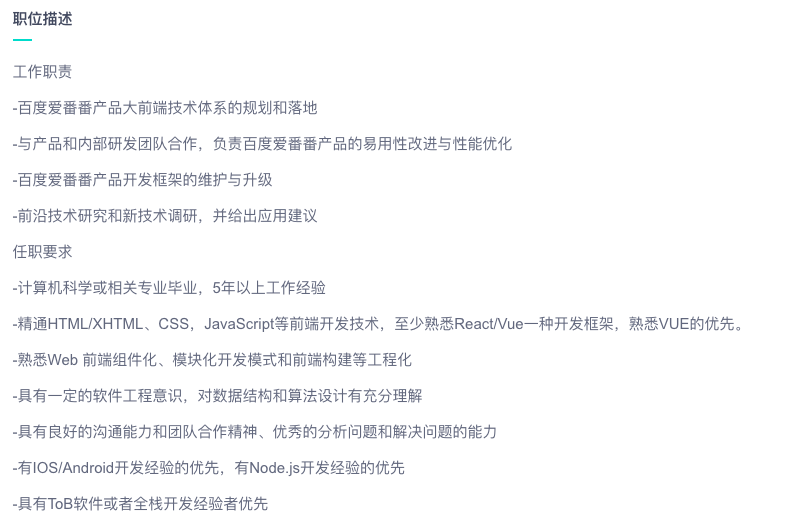 职位描述
工作职责
-百度爱番番产品大前端技术体系的规划和落地
-与产品和内部研发团队合作，负责百度爱番番产品的易用性改进与性能优化
-百度爱番番产品开发框架的维护与升级
-前沿技术研究和新技术调研，并给出应用建议
任职要求
-计算机科学或相关专业毕业，5年以上工作经验
-精通HTML/XHTML、CSS，JavaScript等前端开发技术，至少熟悉React/Vue一种开发框架，熟悉VUE的优先。
-熟悉Web 前端组件化、模块化开发模式和前端构建等工程化
-具有一定的软件工程意识，对数据结构和算法设计有充分理解
-具有良好的沟通能力和团队合作精神、优秀的分析问题和解决问题的能力
-有IOS/Android开发经验的优先，有Node.js开发经验的优先
-具有ToB软件或者全栈开发经验者优先